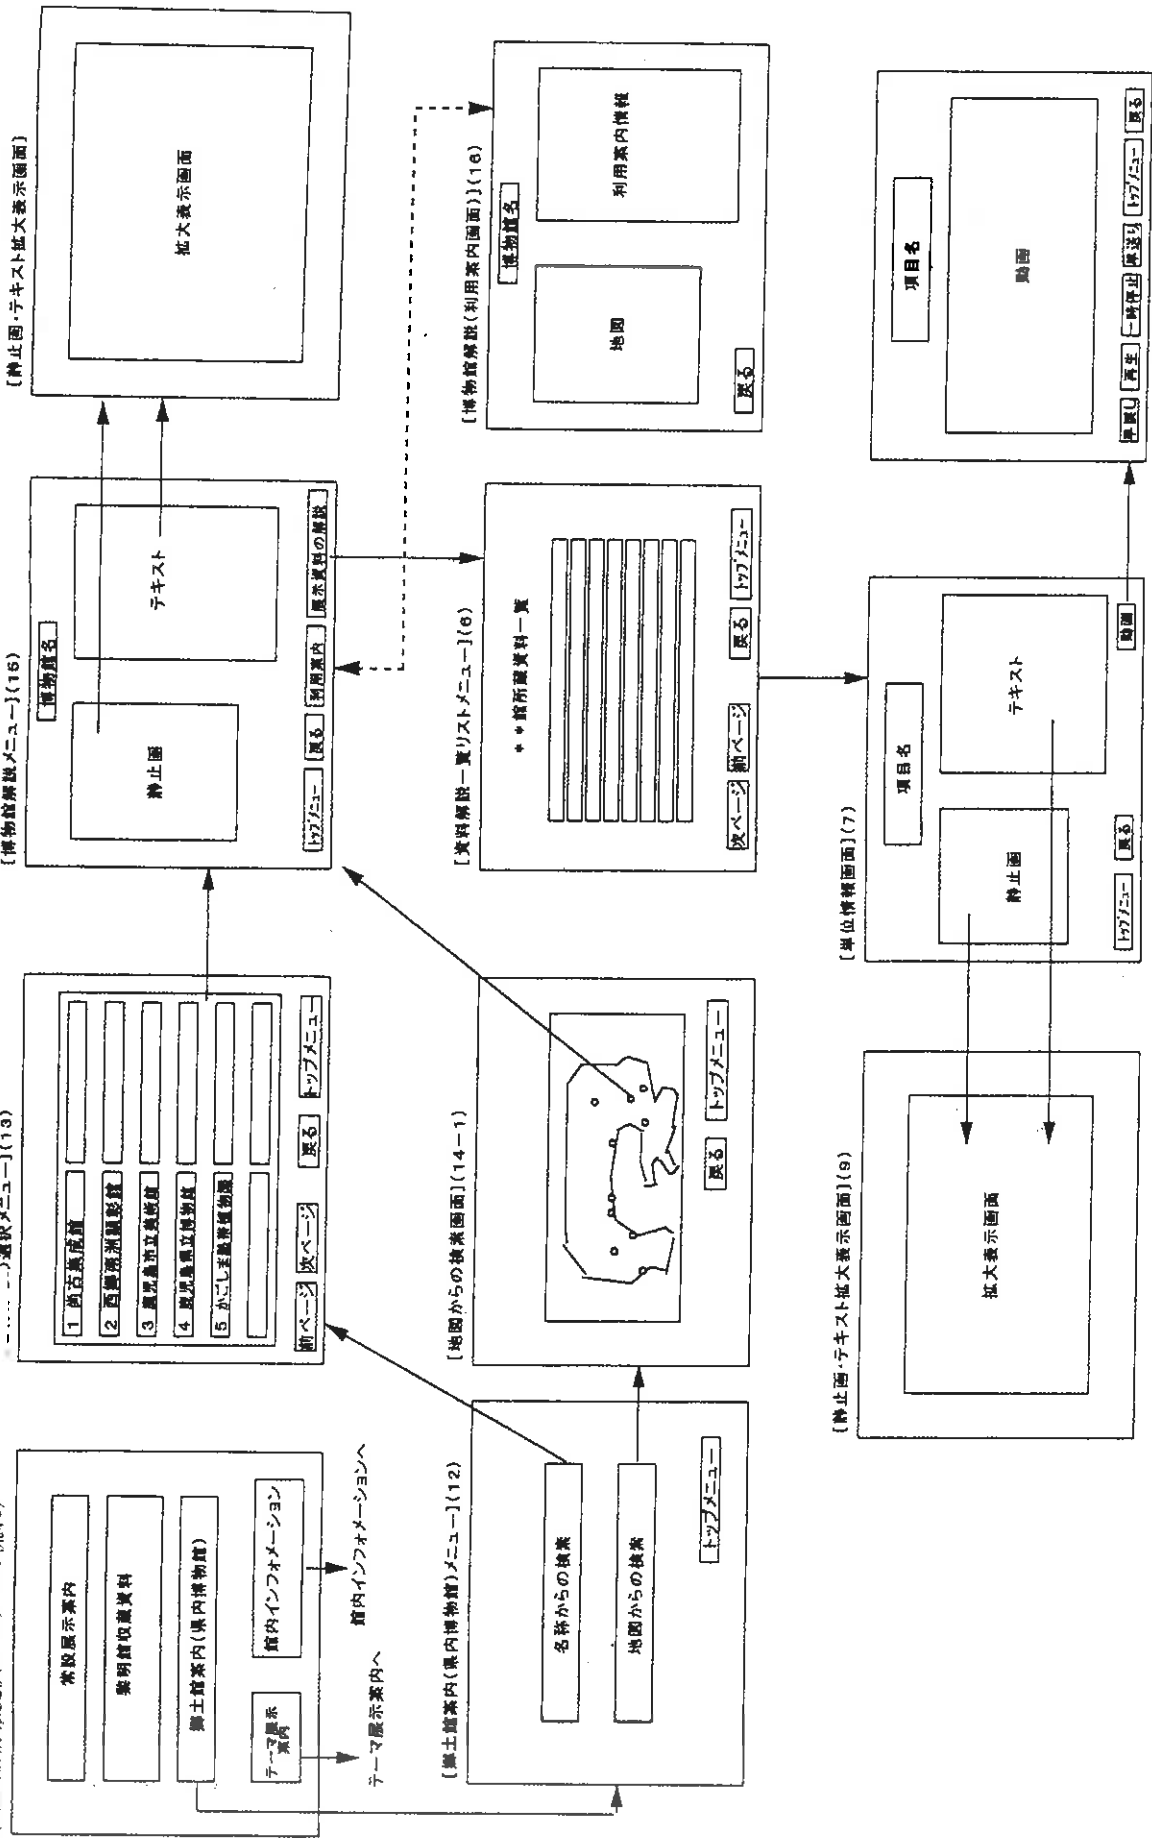 常設展示案内
黎明館収蔵資料
郷土館案内(県内博物館)
テーマ展示
案内
館内インフォメーション
テーマ展示案内へ
館内インフォメーションへ
選択メニュー](13)
1 尚古集成館
2 西郷南洲顕彰館
3 鹿児島市立美術館
4 鹿児島県立博物館
5 かごしま
前ページ
次ページ
戻る
トップメニュー
[博物館解説メニュー](15)
博物館名
静止画
テキスト
トップメニュー
戻る
利用案内
展示資料の解説
[静止画・テキスト拡大表示画面]
拡大表示画面
[郷土館案内(県内博物館)メニュー](12)
名称からの検索
地図からの検索
トップメニュー
[地図からの検索画面](14-1)
戻る
トップメニュー
[資料解説一覧リストメニュー](6)
**館所蔵資料一覧
次ページ
前ページ
戻る
トップメニュー
[博物館解説(利用案内画面)](16)
博物館名
地図
利用案内情報
戻る
[静止画・テキスト拡大表示画面](9)
拡大表示画面
[単位情報画面](7)
項目名
静止画
テキスト
トップメニュー
戻る
動画
項目名
動画
早戻し
再生
一時停止
早送り
トップメニュー
戻る